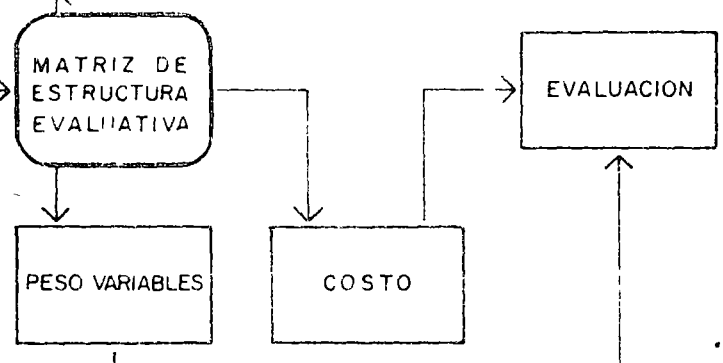 MATRIZ DE
ESTRUCTURA
EVALUATIVA
EVALUACION
PESO VARIABLES
COSTO